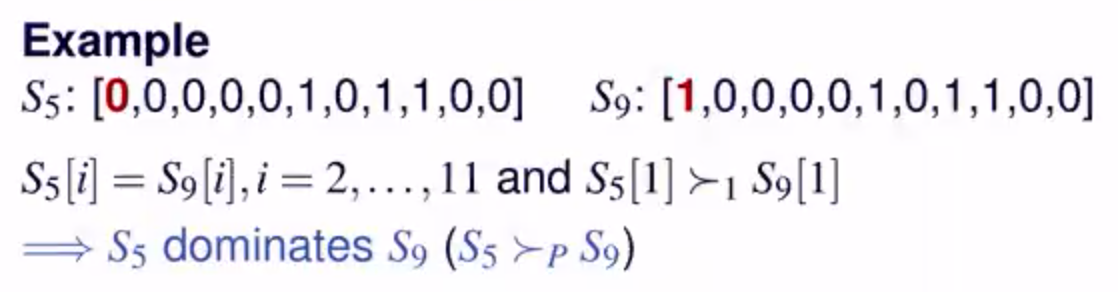 Example
S₅: [0,0,0,0,0,1,0,1,1,0,0] S₉: [1,0,0,0,0,1,0,1,1,0,0]
S₅[i] = S₉[i], i = 2,...,11 and S₅[1] ≻₁ S₉[1]
⟹ S₅ dominates S₉ (S₅ ≻_P S₉)